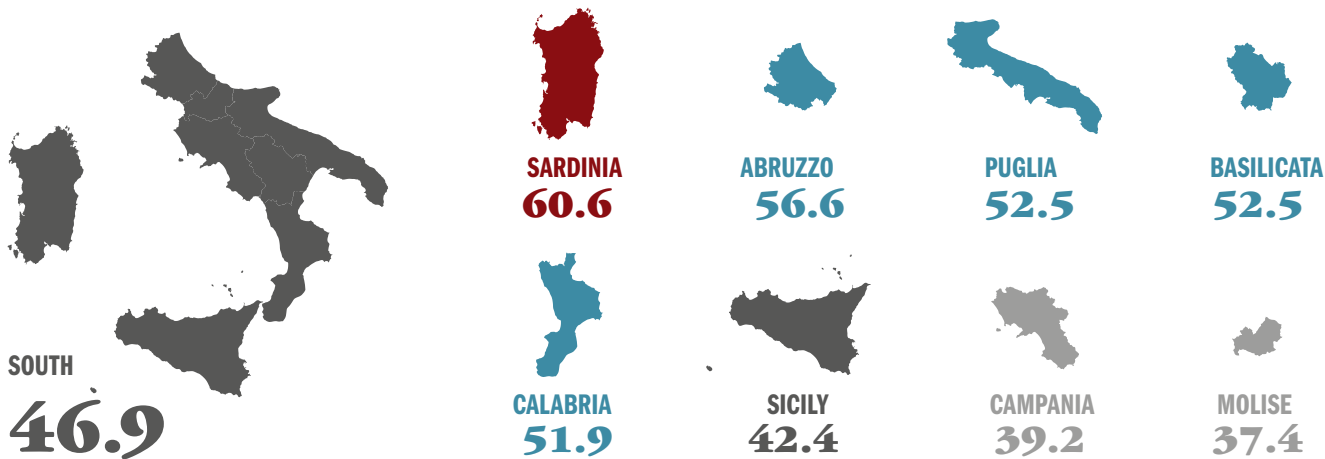 SOUTH
46.9
SARDINIA
60.6
ABRUZZO
56.6
PUGLIA
52.5
BASILICATA
52.5
CALABRIA
51.9
SICILY
42.4
CAMPANIA
39.2
MOLISE
37.4